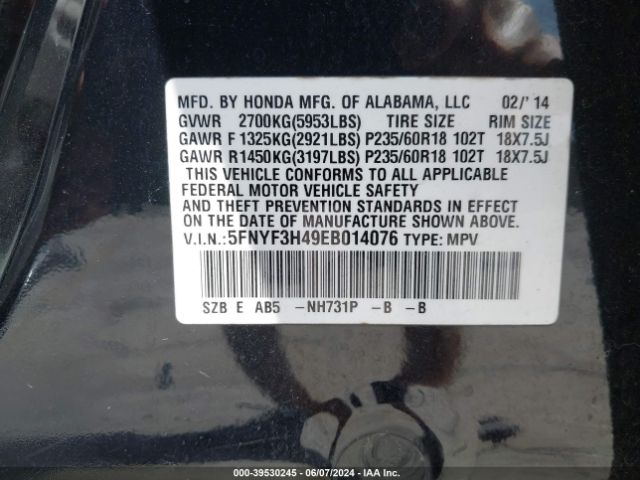 MFD. BY HONDA MFG. OF ALABAMA, LLC 02/'14
GVWR 2700KG(5953LBS) TIRE SIZE RIM SIZE
GAWR F 1325KG(2921LBS) P235/60R18 102T 18X7.5J
GAWR R1450KG(3197LBS) P235/60R18 102T 18X7.5J
THIS VEHICLE CONFORMS TO ALL APPLICABLE
FEDERAL MOTOR VEHICLE SAFETY
AND THEFT PREVENTION STANDARDS IN EFFECT
ON THE DATE OF MANUFACTURE SHOWN ABOVE.
V.I.N.:5FNYF3H49EB014076 TYPE: MPV
SZB E AB5 -NH731P -B -B
000-39530245 - 06/07/2024 - IAA Inc.